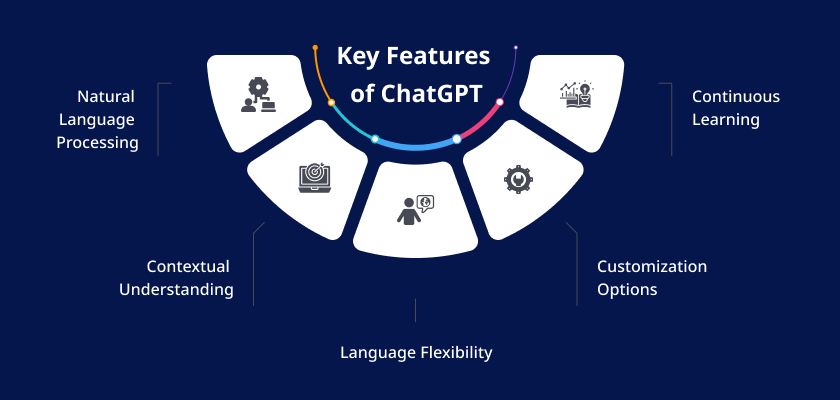 Key Features
of ChatGPT
Natural
Language
Processing
Contextual
Understanding
Language Flexibility
Customization
Options
Continuous
Learning